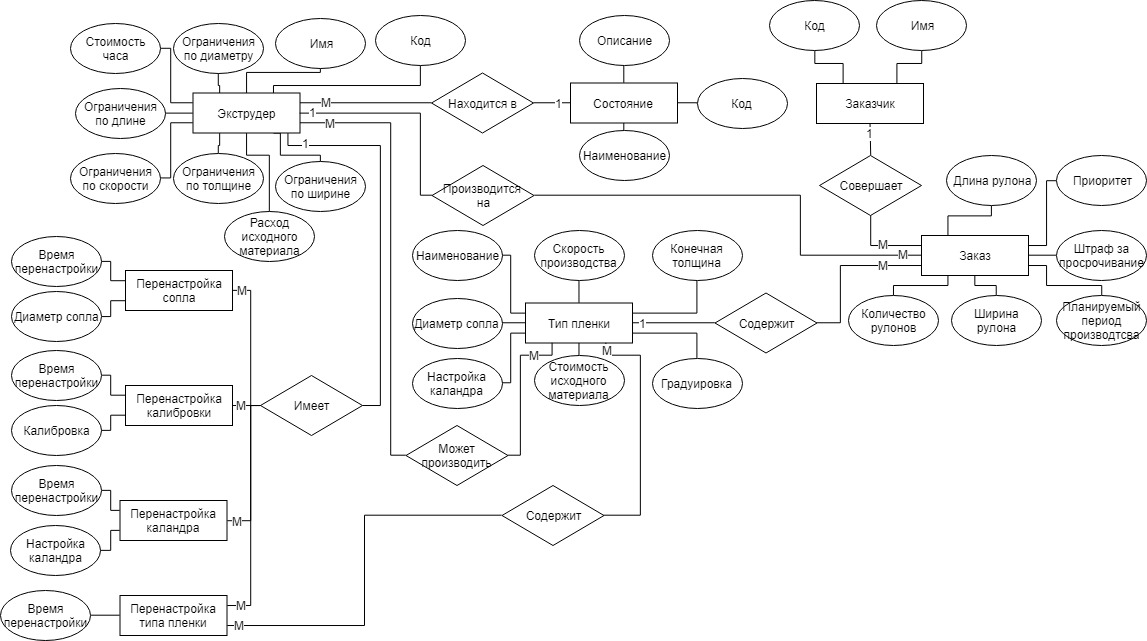 Стоимость
часа
Ограничения
по диаметру
Имя
Код
Описание
Код
Имя
Ограничения
по длине
Экструдер
М
1
М
1
Находится в
1
Состояние
Код
Заказчик
1
Наименование
Ограничения
по скорости
Ограничения
по толщине
Ограничения
по ширине
Производится
на
Совершает
Длина рулона
Приоритет
Расход
исходного
материала
Время
перенастройки
Диаметр сопла
Перенастройка
сопла
М
Наименование
Скорость
производства
Конечная
толщина
М
М
М
Заказ
Штраф за
просрочивание
Диаметр сопла
Тип пленки
1
Содержит
Количество
рулонов
Ширина
рулона
Планируемый
период
производтсва
М
М
Настройка
каландра
Стоимость
исходного
материала
Градуировка
Время
перенастройки
Калибровка
Перенастройка
калибровки
М
Имеет
Может
производить
Время
перенастройки
Настройка
каландра
Перенастройка
каландра
М
Содержит
Время
перенастройки
Перенастройка
типа пленки
М
М